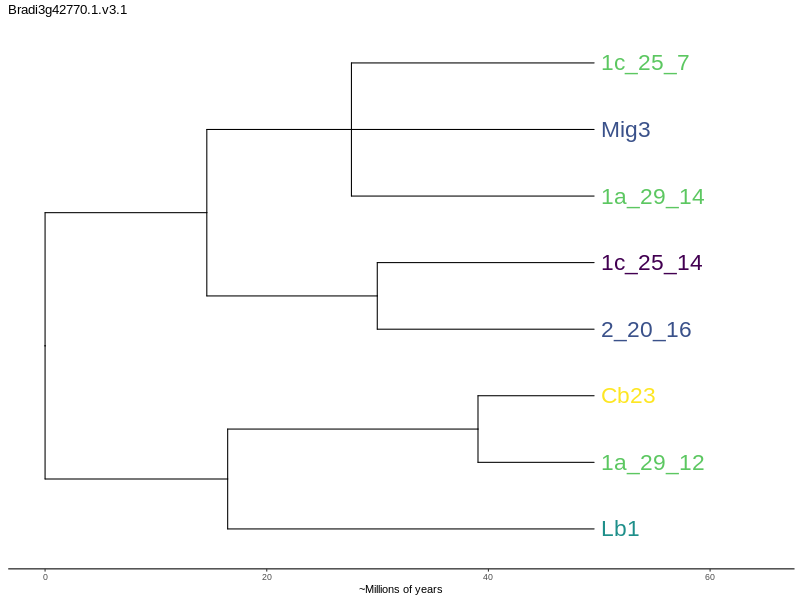 Bradi3g42770.1.v3.1
1c_25_7
Mig3
1a_29_14
1c_25_14
2_20_16
Cb23
1a_29_12
Lb1
0 20 40 60
~Millions of years